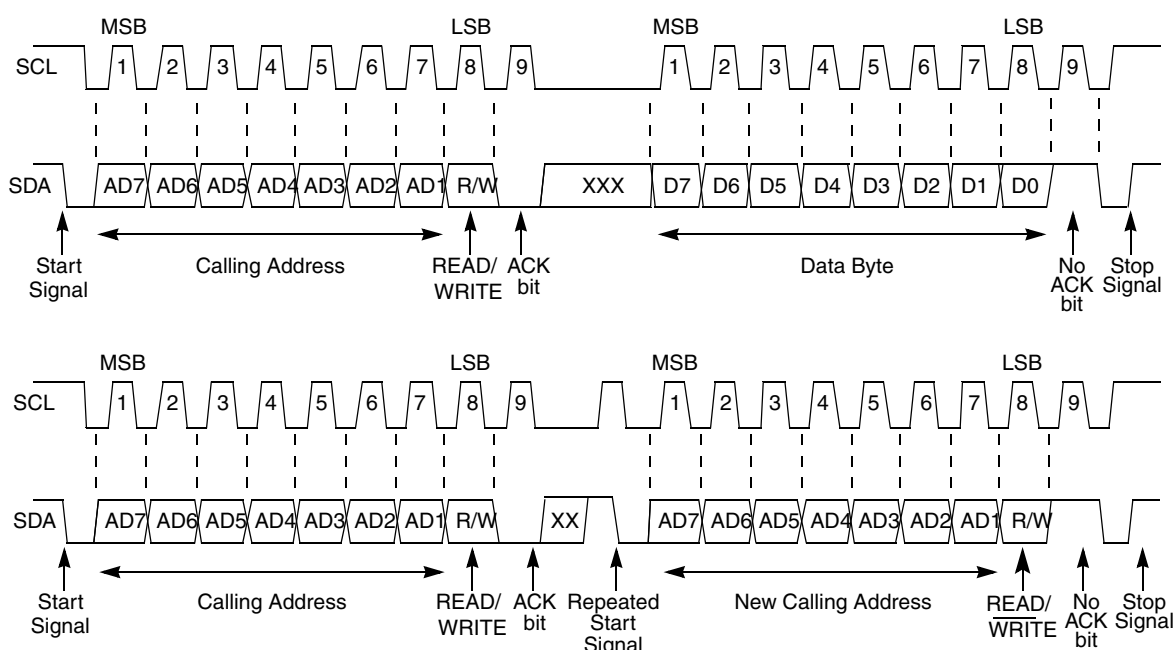 MSB LSB MSB LSB
SCL 1 2 3 4 5 6 7 8 9 1 2 3 4 5 6 7 8 9
SDA AD7 AD6 AD5 AD4 AD3 AD2 AD1 R/W XXX D7 D6 D5 D4 D3 D2 D1 D0
Start
Signal
Calling Address
READ/
WRITE
ACK
bit
Data Byte
No
ACK
bit
Stop
Signal
MSB LSB MSB LSB
SCL 1 2 3 4 5 6 7 8 9 1 2 3 4 5 6 7 8 9
SDA AD7 AD6 AD5 AD4 AD3 AD2 AD1 R/W XX AD7 AD6 AD5 AD4 AD3 AD2 AD1 R/W
Start
Signal
Calling Address
READ/
WRITE
ACK
bit
Repeated
Start
Signal
New Calling Address
READ/
WRITE
No
ACK
bit
Stop
Signal